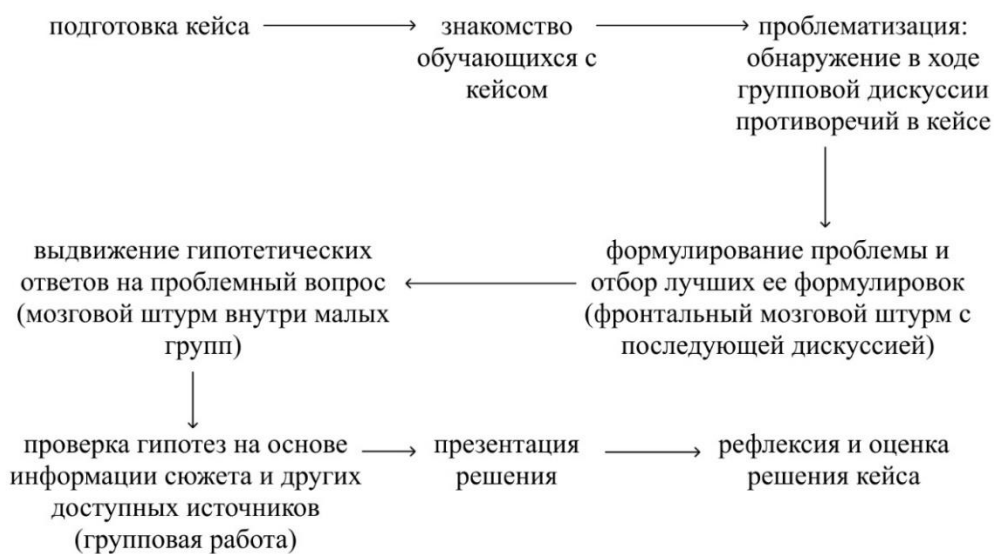 подготовка кейса
знакомство
обучающихся с
кейсом
проблематизация:
обнаружение в ходе
групповой дискуссии
противоречий в кейсе
формулирование проблемы и
отбор лучших ее формулировок
(фронтальный мозговой штурм с
последующей дискуссией)
выдвижение гипотетических
ответов на проблемный вопрос
(мозговой штурм внутри малых
групп)
проверка гипотез на основе
информации сюжета и других
доступных источников
(групповая работа)
презентация
решения
рефлексия и оценка
решения кейса